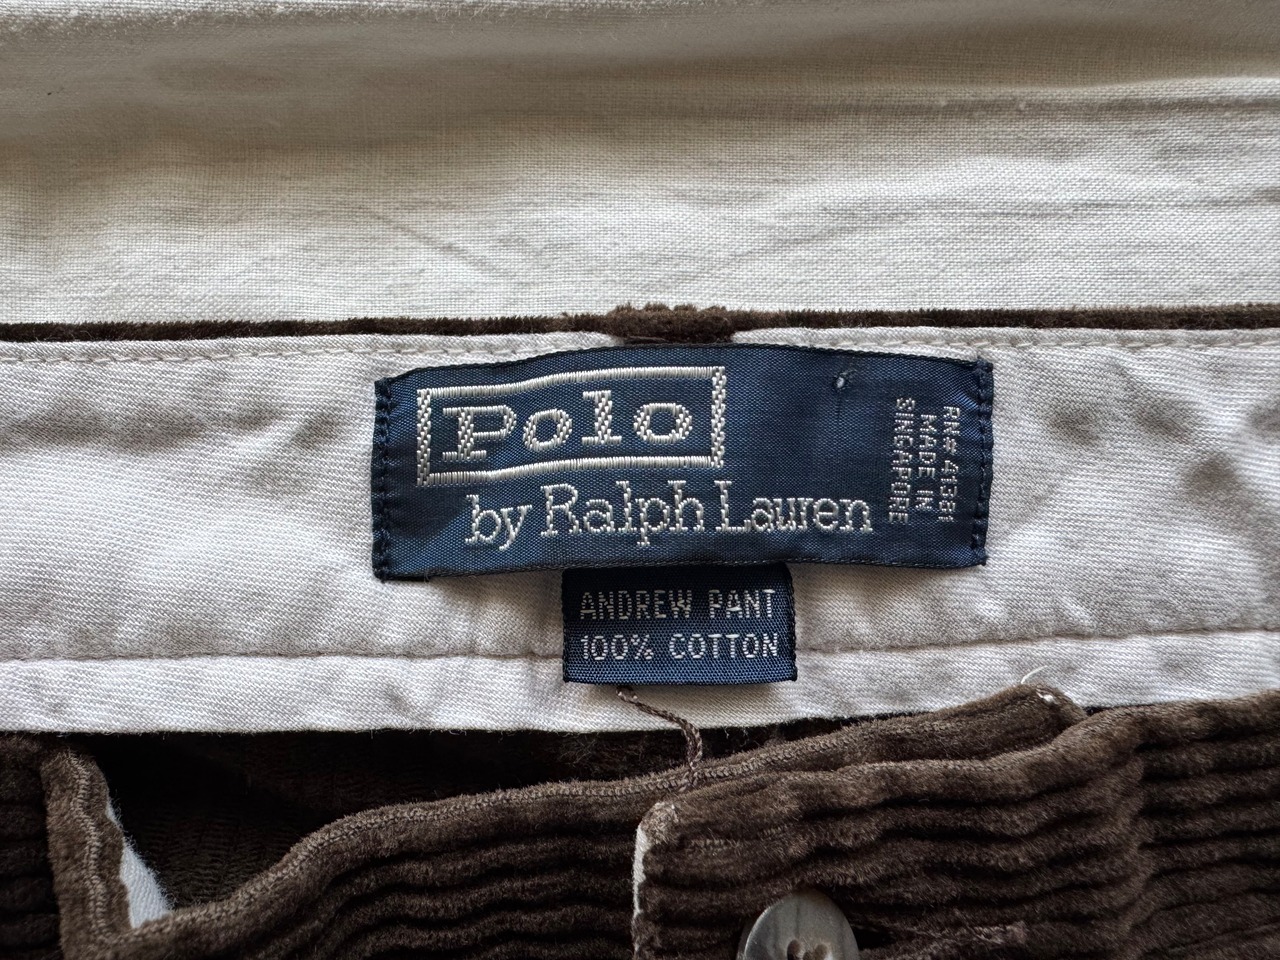 Polo
by Ralph Lauren
RN# 41381
MADE IN
SINGAPORE
ANDREW PANT
100% COTTON